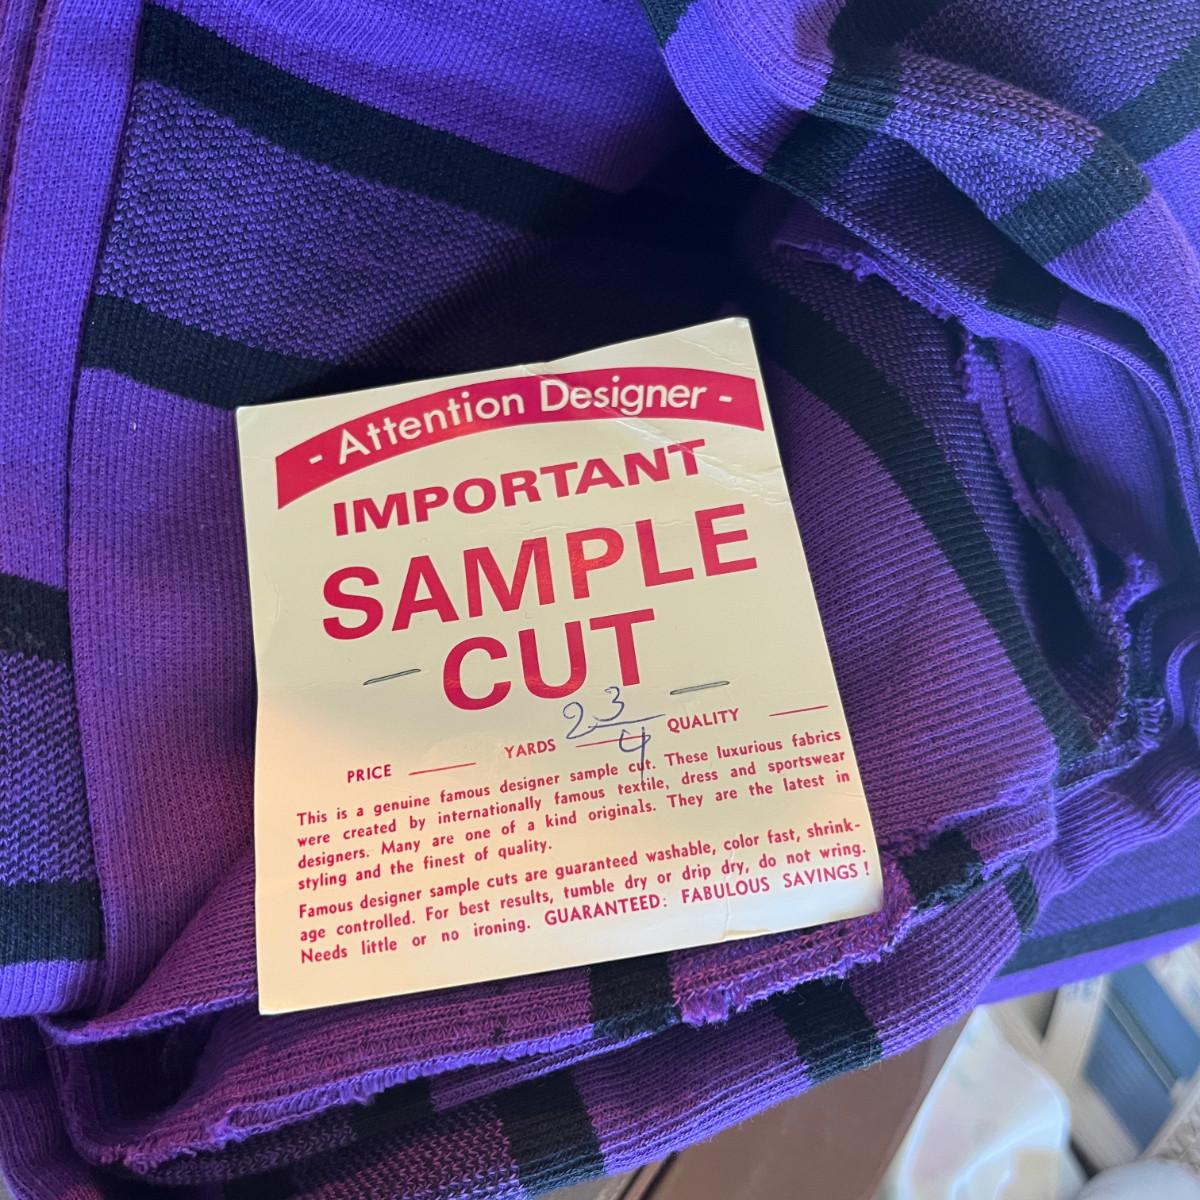 - Attention Designer -
IMPORTANT
SAMPLE
CUT
PRICE ____ YARDS 2 3/4 QUALITY ____
This is a genuine famous designer sample cut. These luxurious fabrics
were created by internationally famous textile, dress and sportswear
designers. Many are one of a kind originals. They are the latest in
styling and the finest of quality.
Famous designer sample cuts are guaranteed washable, color fast, shrink-
age controlled. For best results, tumble dry or drip dry, do not wring.
Needs little or no ironing. GUARANTEED: FABULOUS SAVINGS !